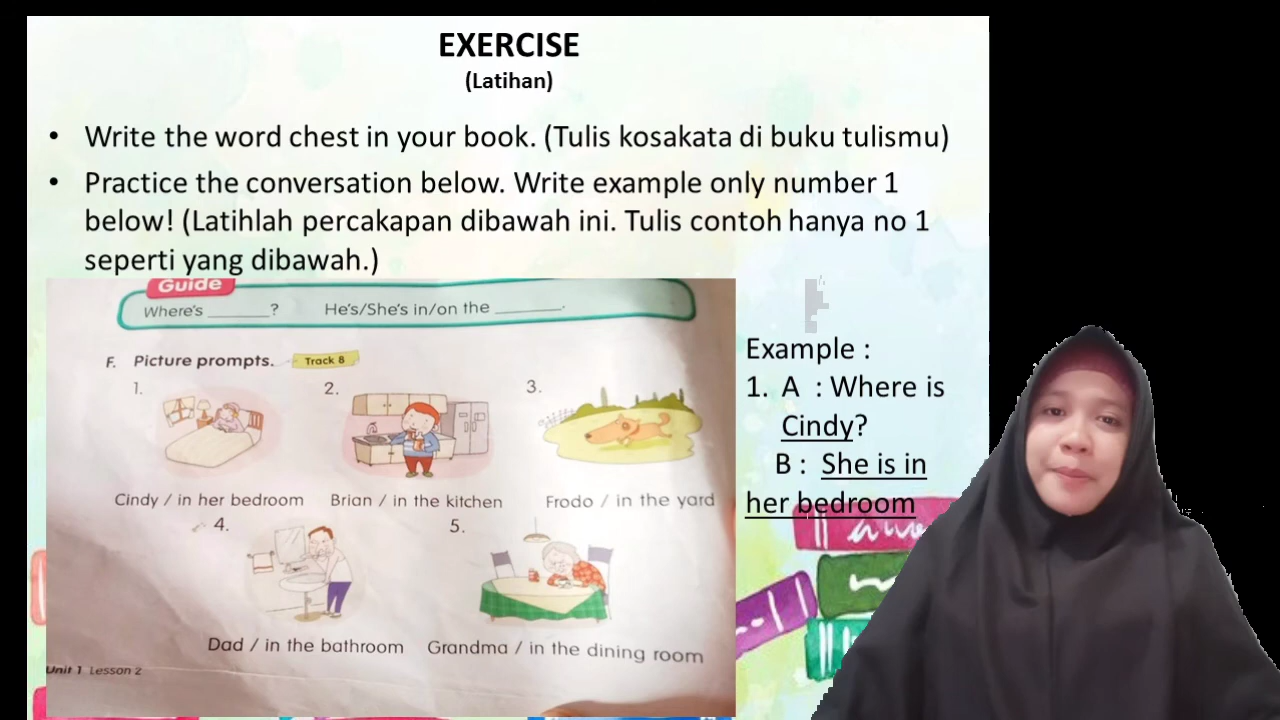 EXERCISE
(Latihan)
• Write the word chest in your book. (Tulis kosakata di buku tulismu)
• Practice the conversation below. Write example only number 1
below! (Latihlah percakapan dibawah ini. Tulis contoh hanya no 1
seperti yang dibawah.)
Guide
Where's ______? He's/She's in/on the ______.
F. Picture prompts. Track 8
1. 2. 3.
Cindy / in her bedroom Brian / in the kitchen Frodo / in the yard
4. 5.
Dad / in the bathroom Grandma / in the dining room
Unit 1 Lesson 2
Example :
1. A : Where is
Cindy?
B : She is in
her bedroom